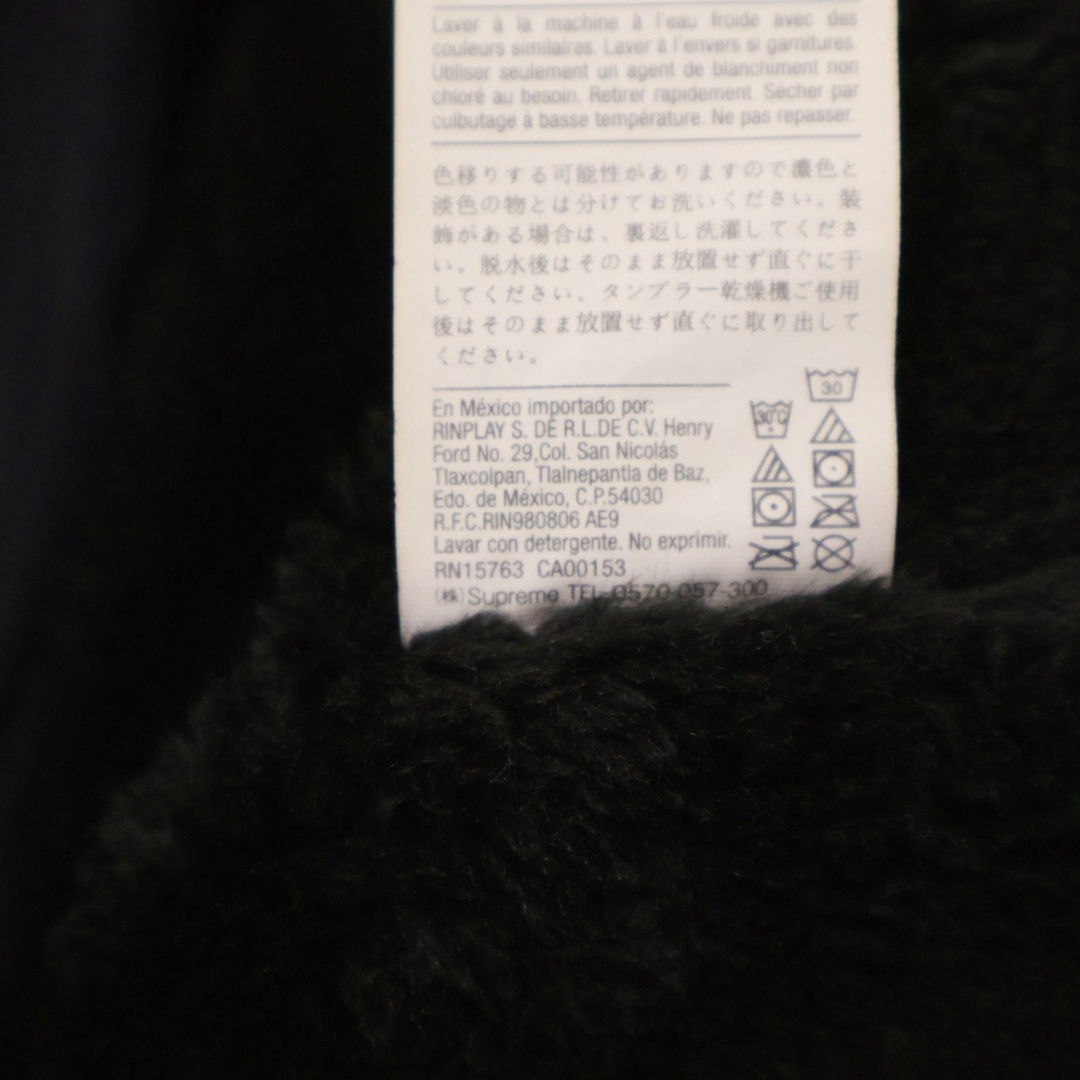 Laver à la machine à l'eau froide avec des
couleurs similaires. Laver à l'envers si garnitures.
Utiliser seulement un agent de blanchiment non
chloré au besoin. Retirer rapidement. Sécher par
culbutage à basse température. Ne pas repasser.
色移りする可能性がありますので濃色と
淡色の物とは分けてお洗いください。装
飾がある場合は、裏返し洗濯してくださ
い。脱水後はそのまま放置せず直ぐに干
してください。タンブラー乾燥機ご使用
後はそのまま放置せず直ぐに取り出して
ください。
En México importado por:
RINPLAY S. DE R.L.DE C.V. Henry
Ford No. 29,Col. San Nicolás
Tlaxcolpan, Tlalnepantla de Baz,
Edo. de México, C.P.54030
R.F.C.RIN980806 AE9
Lavar con detergente. No exprimir.
RN15763 CA00153
(株)Supreme TEL:0570-057-300
30
30°C